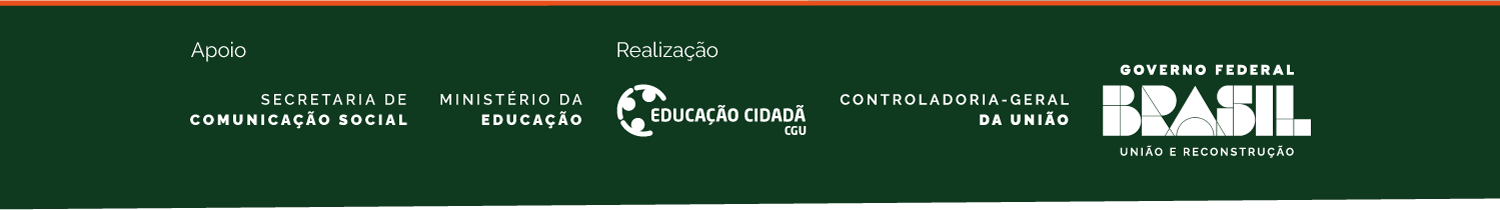 Apoio
SECRETARIA DE
COMUNICAÇÃO SOCIAL
MINISTÉRIO DA
EDUCAÇÃO
Realização
EDUCAÇÃO CIDADÃ
CGU
CONTROLADORIA-GERAL
DA UNIÃO
GOVERNO FEDERAL
BRASIL
UNIÃO E RECONSTRUÇÃO